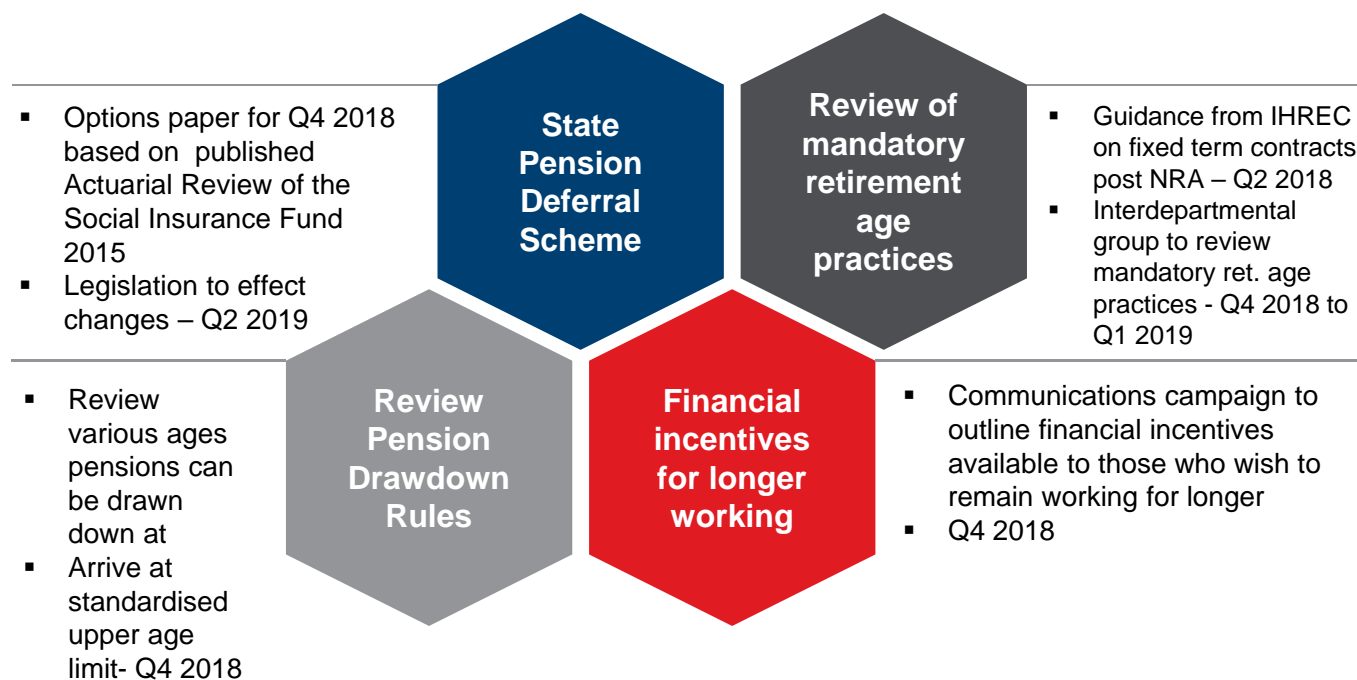 ▪ Options paper for Q4 2018
based on published
Actuarial Review of the
Social Insurance Fund
2015
▪ Legislation to effect
changes – Q2 2019
State
Pension
Deferral
Scheme
Review of
mandatory
retirement
age
practices
▪ Guidance from IHREC
on fixed term contracts
post NRA – Q2 2018
▪ Interdepartmental
group to review
mandatory ret. age
practices - Q4 2018 to
Q1 2019
▪ Review
various ages
pensions can
be drawn
down at
▪ Arrive at
standardised
upper age
limit- Q4 2018
Review
Pension
Drawdown
Rules
Financial
incentives
for longer
working
▪ Communications campaign to
outline financial incentives
available to those who wish to
remain working for longer
▪ Q4 2018